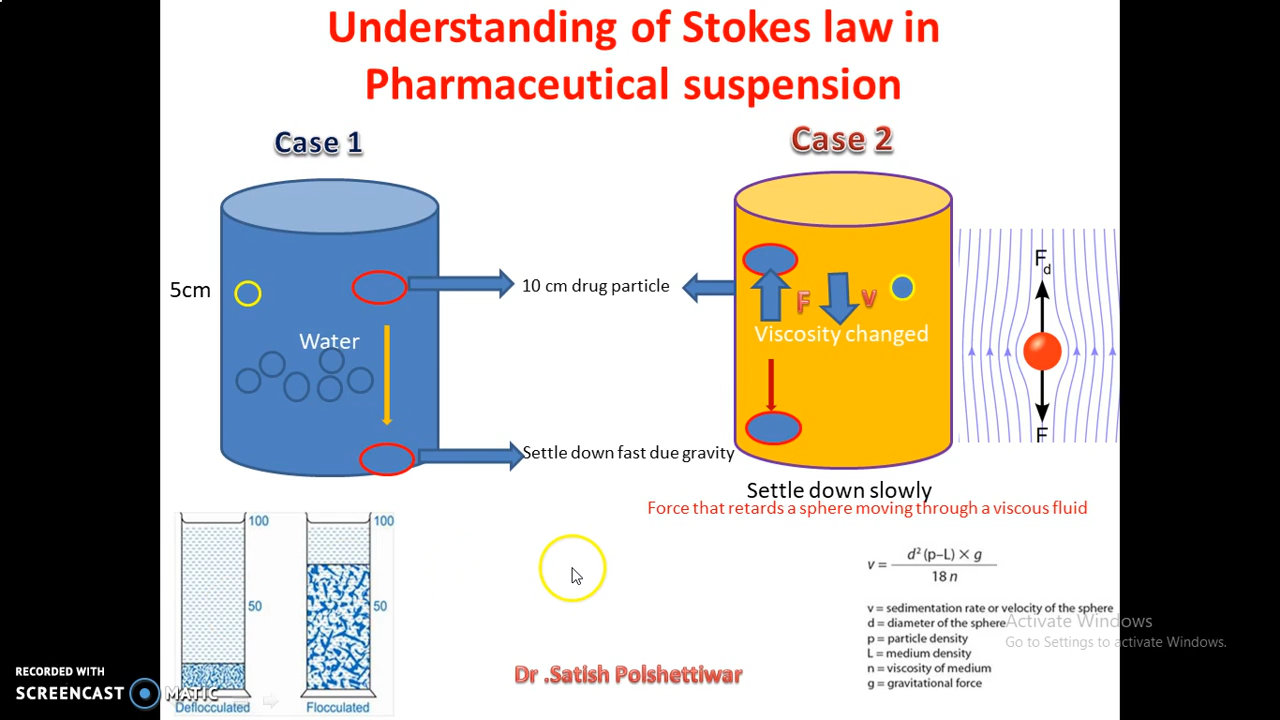 Understanding of Stokes law in
Pharmaceutical suspension
Case 1
Case 2
5cm
10 cm drug particle
Water
F
v
Viscosity changed
Fd
F
Settle down fast due gravity
Settle down slowly
Force that retards a sphere moving through a viscous fluid
100
100
50
50
Deflocculated
Flocculated
v = d² (p–L) X g
18 n
v = sedimentation rate or velocity of the sphere
d = diameter of the sphere
p = particle density
L = medium density
n = viscosity of medium
g = gravitational force
Activate Windows
Go to Settings to activate Windows.
Dr .Satish Polshettiwar
RECORDED WITH
SCREENCAST MATIC